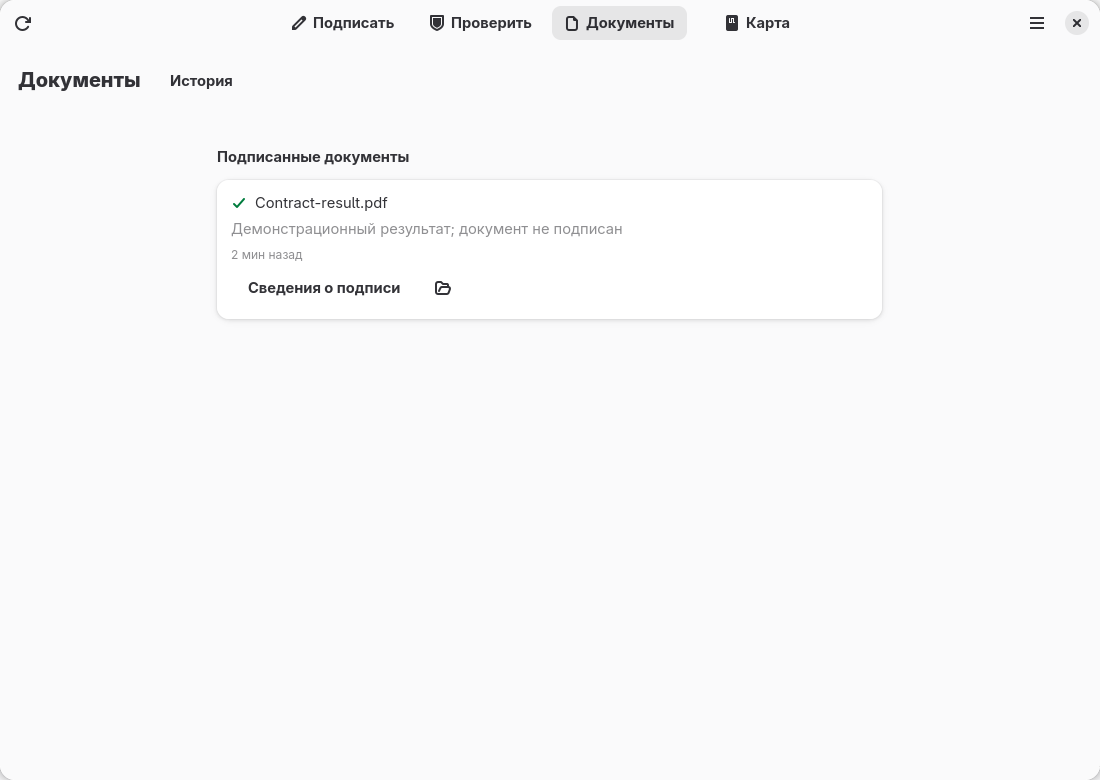 Подписать
Проверить
Документы
Карта
Документы
История
Подписанные документы
Contract-result.pdf
Демонстрационный результат; документ не подписан
2 мин назад
Сведения о подписи